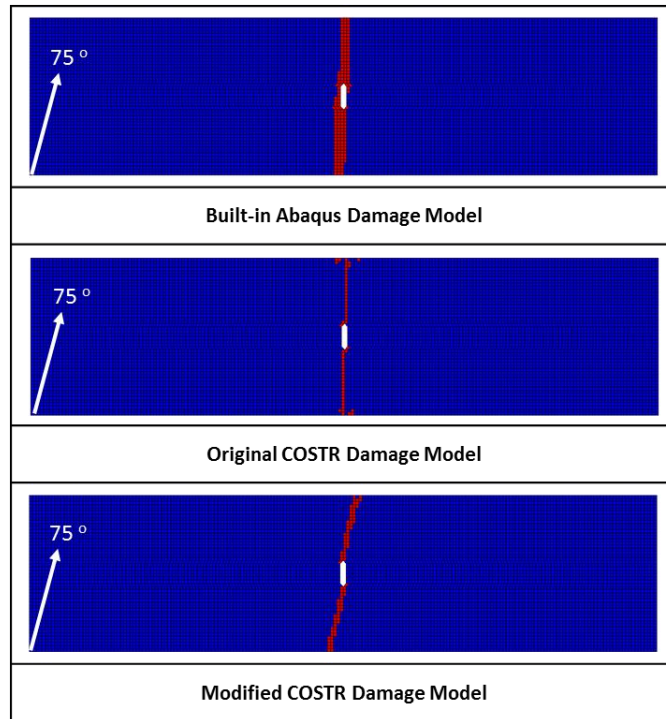 75 °
Built-in Abaqus Damage Model
75 °
Original COSTR Damage Model
75 °
Modified COSTR Damage Model